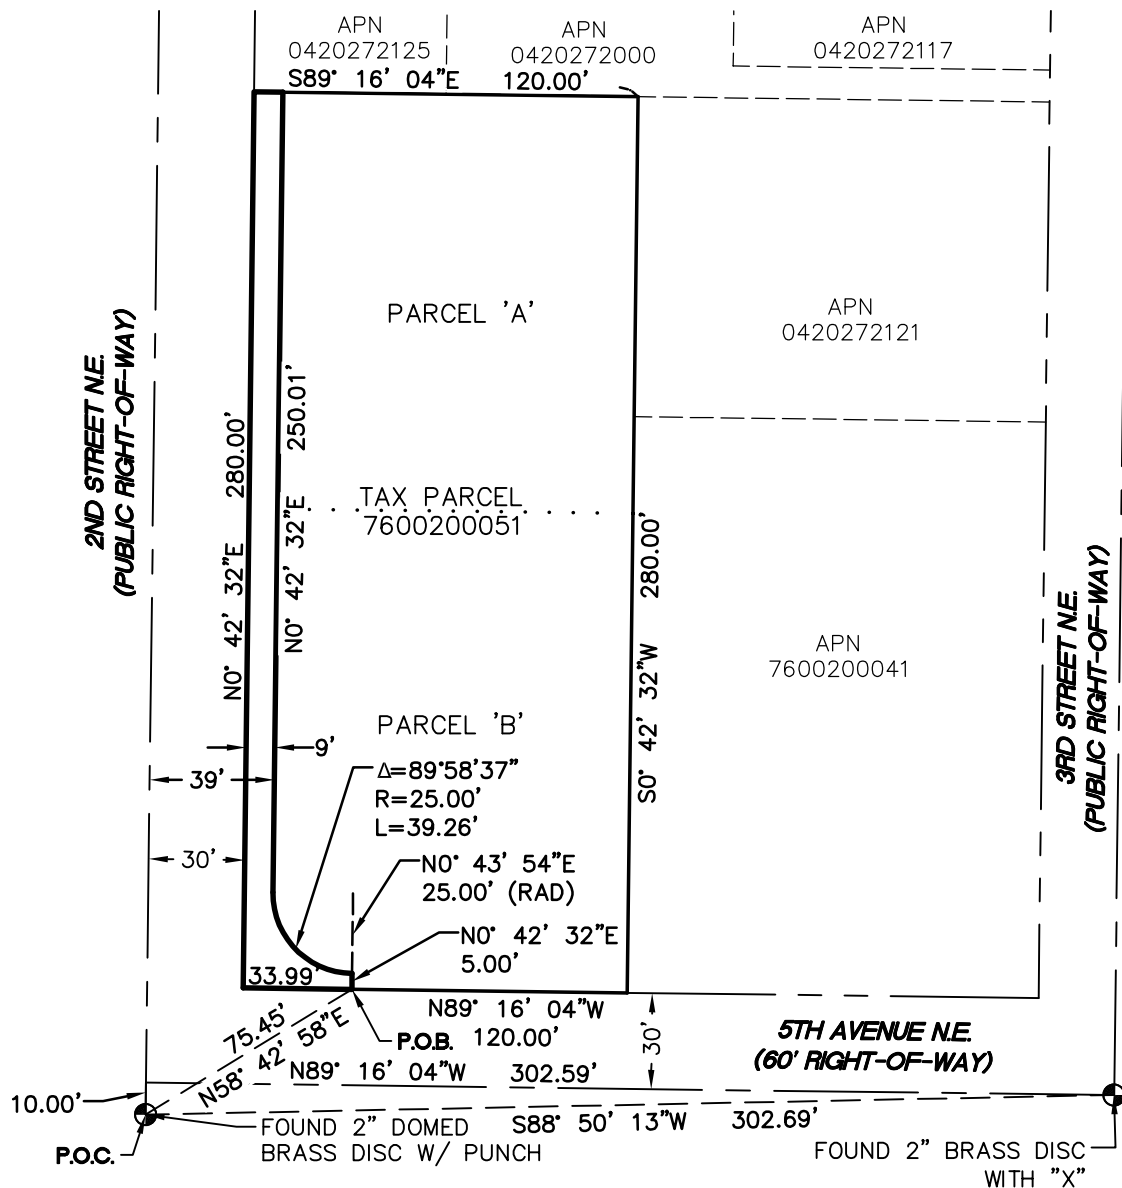 APN
0420272125
APN
0420272000
APN
0420272117
S89° 16' 04"E 120.00'
PARCEL 'A'
APN
0420272121
2ND STREET N.E.
(PUBLIC RIGHT-OF-WAY)
N0° 42' 32"E 280.00'
N0° 42' 32"E 250.01'
TAX PARCEL
7600200051
S0° 42' 32"W 280.00'
APN
7600200041
3RD STREET N.E.
(PUBLIC RIGHT-OF-WAY)
PARCEL 'B'
9'
39'
Δ=89°58'37"
R=25.00'
L=39.26'
30'
N0° 43' 54"E
25.00' (RAD)
N0° 42' 32"E
5.00'
33.99'
N89° 16' 04"W
120.00'
P.O.B.
75.45'
N58° 42' 58"E
30'
5TH AVENUE N.E.
(60' RIGHT-OF-WAY)
N89° 16' 04"W 302.59'
10.00'
S88° 50' 13"W 302.69'
FOUND 2" DOMED
BRASS DISC W/ PUNCH
P.O.C.
FOUND 2" BRASS DISC
WITH "X"